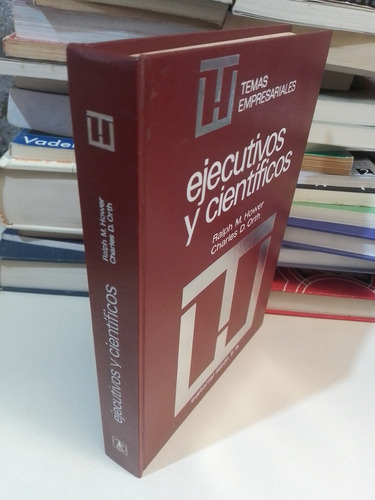 TEMAS
EMPRESARIALES
ejecutivos
y científicos
Ralph M. Hower
Charles D. Orth
Ralph M. Hower
Charles D. Orth
ejecutivos y científicos
Vade